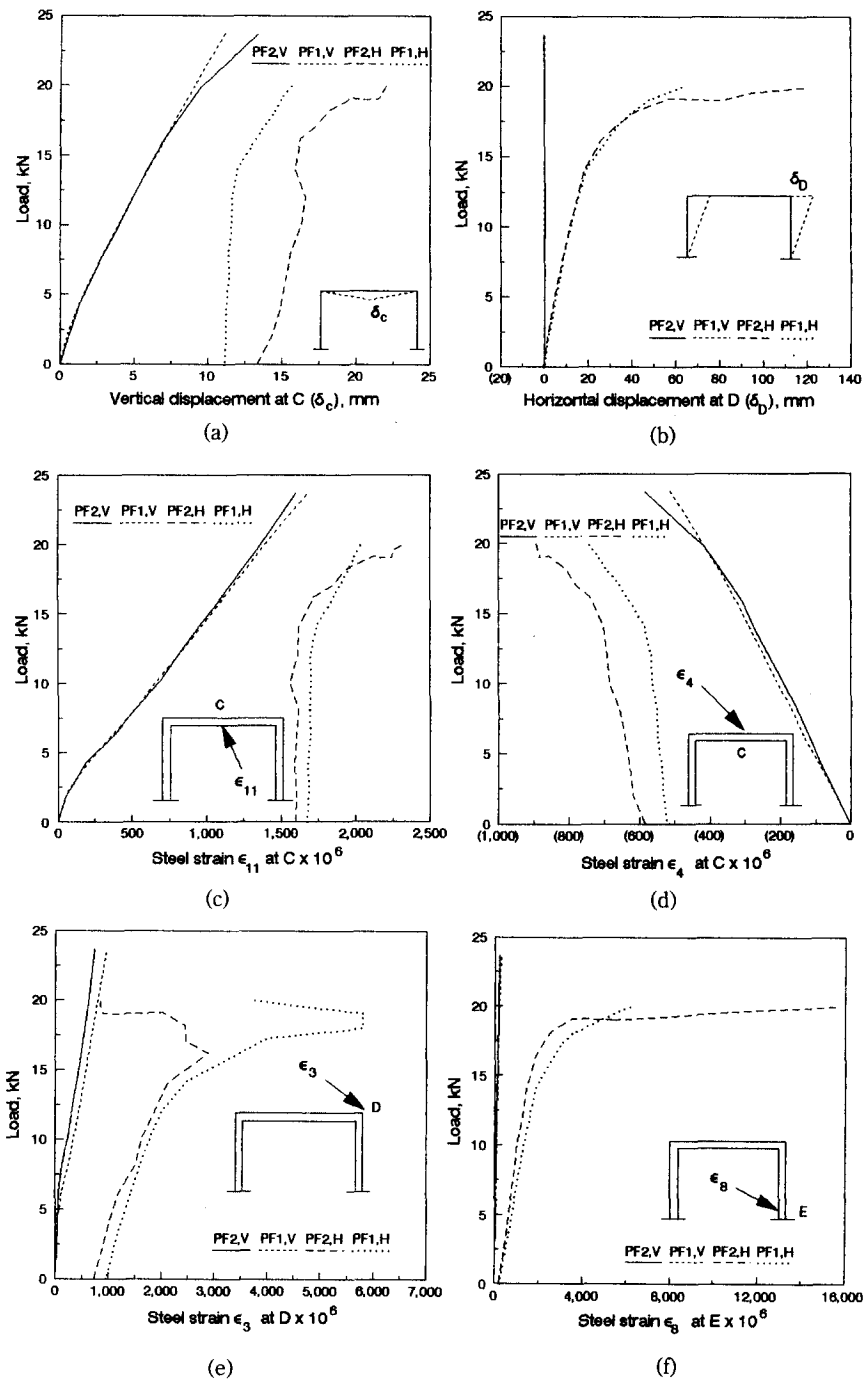 25
20
15
10
5
0
Load, kN
PF2,V PF1,V PF2,H PF1,H
δc
0 5 10 15 20 25
Vertical displacement at C (δc), mm
(a)
25
20
15
10
5
0
Load, kN
δD
PF2,V PF1,V PF2,H PF1,H
(20) 0 20 40 60 80 100 120 140
Horizontal displacement at D (δD), mm
(b)
25
20
15
10
5
0
Load, kN
PF2,V PF1,V PF2,H PF1,H
C
ϵ11
0 500 1,000 1,500 2,000 2,500
Steel strain ϵ11 at C x 10⁶
(c)
25
20
15
10
5
0
Load, kN
PF2,V PF1,V PF2,H PF1,H
ϵ4
C
(1,000) (800) (600) (400) (200) 0
Steel strain ϵ4 at C x 10⁶
(d)
25
20
15
10
5
0
Load, kN
ϵ3
D
PF2,V PF1,V PF2,H PF1,H
0 1,000 2,000 3,000 4,000 5,000 6,000 7,000
Steel strain ϵ3 at D x 10⁶
(e)
25
20
15
10
5
0
Load, kN
ϵ8
E
PF2,V PF1,V PF2,H PF1,H
0 4,000 8,000 12,000 16,000
Steel strain ϵ8 at E x 10⁶
(f)